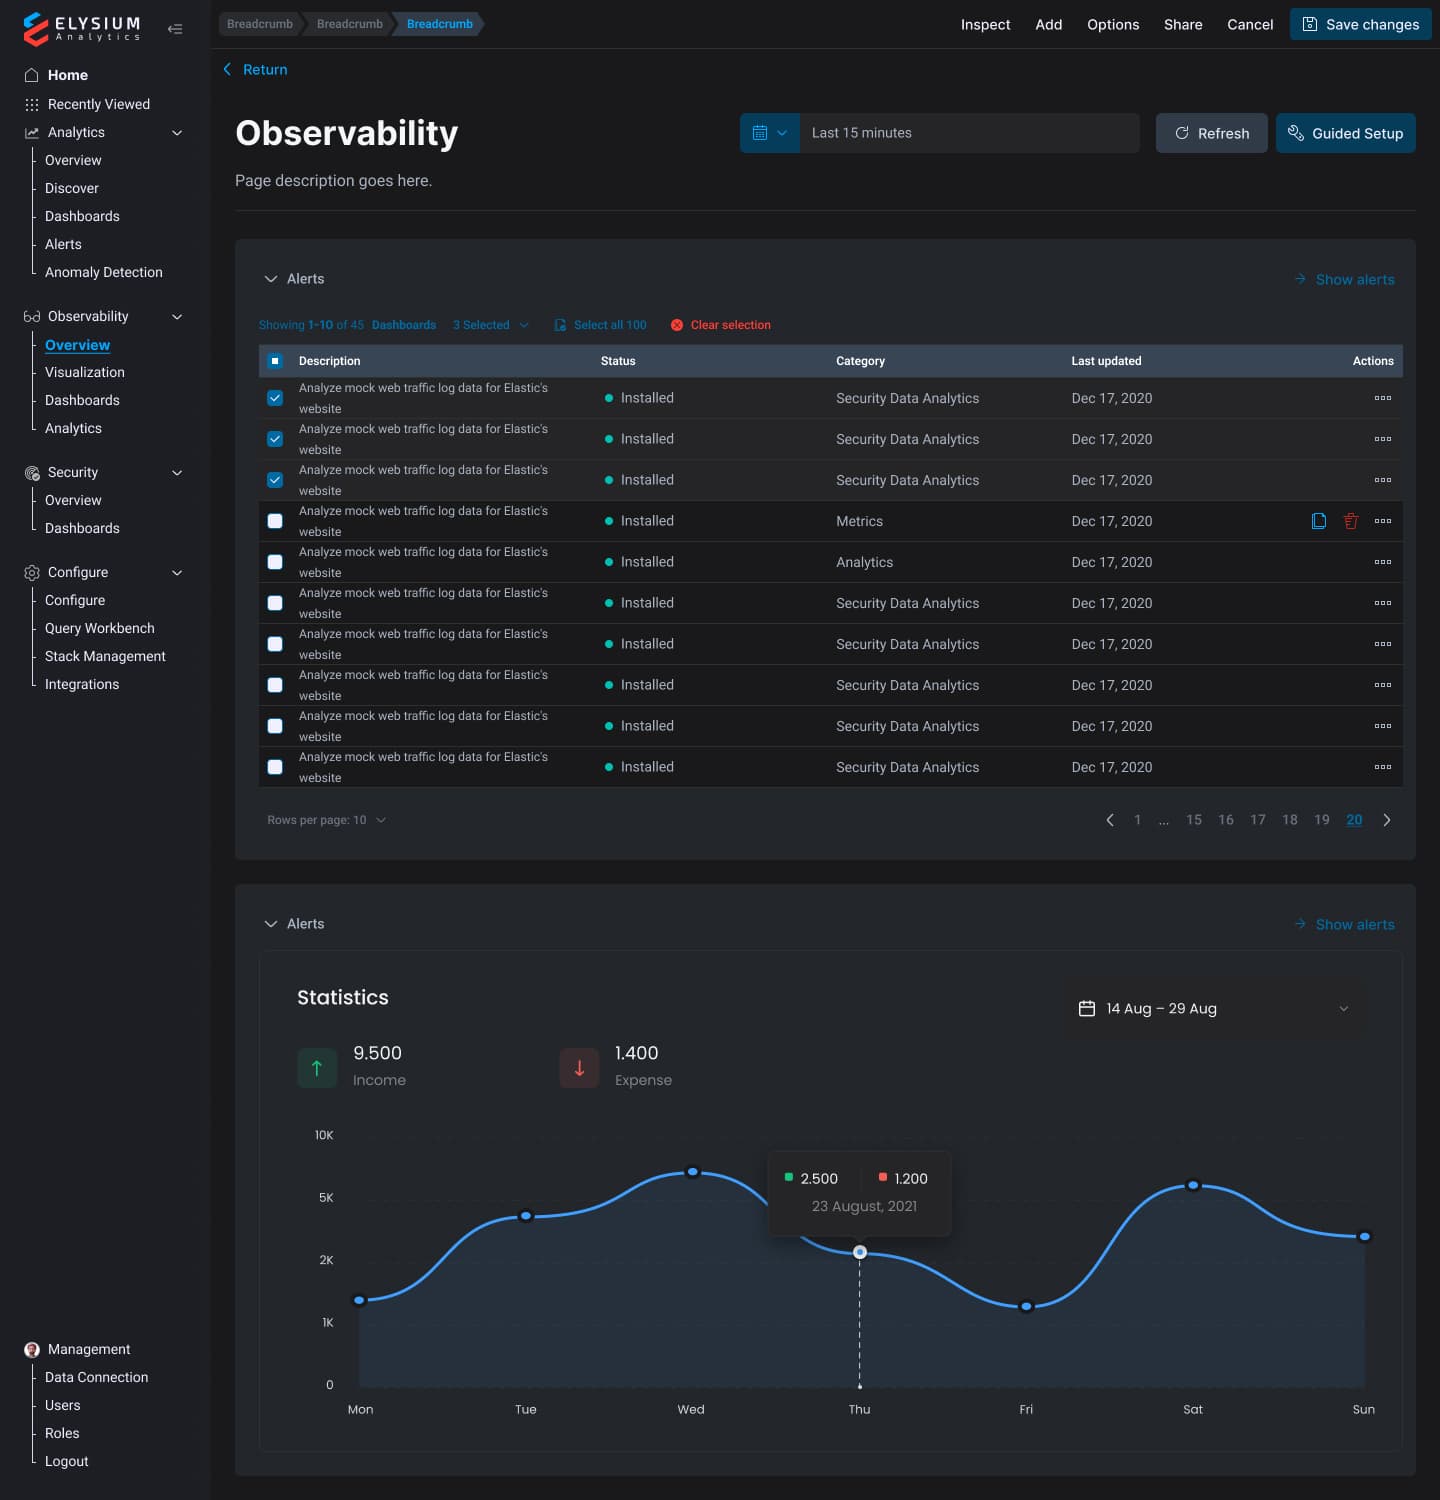 ELYSIUM
Analytics
Home
Recently Viewed
Analytics
Overview
Discover
Dashboards
Alerts
Anomaly Detection
Observability
Overview
Visualization
Dashboards
Analytics
Security
Overview
Dashboards
Configure
Configure
Query Workbench
Stack Management
Integrations
Management
Data Connection
Users
Roles
Logout
Breadcrumb Breadcrumb Breadcrumb
Inspect Add Options Share Cancel Save changes
Return
Observability
Last 15 minutes
Refresh
Guided Setup
Page description goes here.
Alerts
Show alerts
Showing 1-10 of 45 Dashboards 3 Selected Select all 100 Clear selection
Description Status Category Last updated Actions
Analyze mock web traffic log data for Elastic's
website
Installed Security Data Analytics Dec 17, 2020
Analyze mock web traffic log data for Elastic's
website
Installed Security Data Analytics Dec 17, 2020
Analyze mock web traffic log data for Elastic's
website
Installed Security Data Analytics Dec 17, 2020
Analyze mock web traffic log data for Elastic's
website
Installed Metrics Dec 17, 2020
Analyze mock web traffic log data for Elastic's
website
Installed Analytics Dec 17, 2020
Analyze mock web traffic log data for Elastic's
website
Installed Security Data Analytics Dec 17, 2020
Analyze mock web traffic log data for Elastic's
website
Installed Security Data Analytics Dec 17, 2020
Analyze mock web traffic log data for Elastic's
website
Installed Security Data Analytics Dec 17, 2020
Analyze mock web traffic log data for Elastic's
website
Installed Security Data Analytics Dec 17, 2020
Analyze mock web traffic log data for Elastic's
website
Installed Security Data Analytics Dec 17, 2020
Rows per page: 10
1 ... 15 16 17 18 19 20
Alerts
Show alerts
Statistics
14 Aug – 29 Aug
9.500
Income
1.400
Expense
10K
5K
2K
1K
0
2.500 1.200
23 August, 2021
Mon Tue Wed Thu Fri Sat Sun